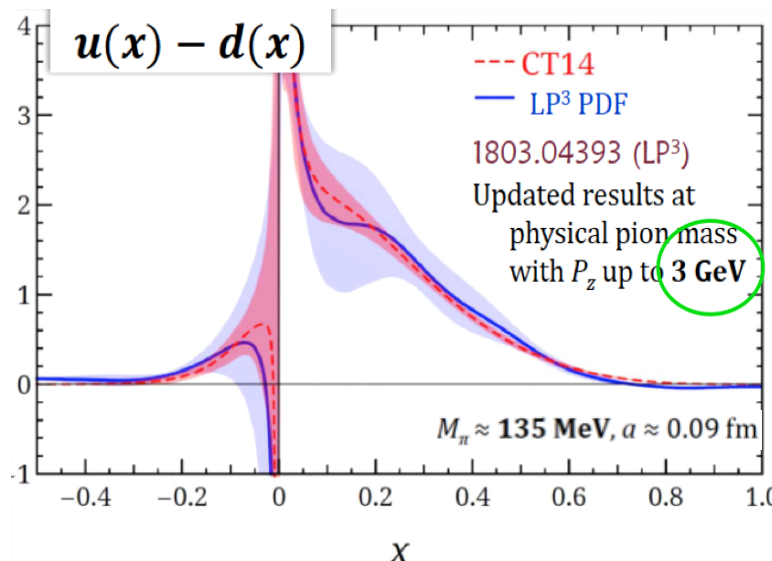 u(x) − d(x)
4
3
2
1
0
-1
CT14
LP³ PDF
1803.04393 (LP³)
Updated results at
physical pion mass
with P_z up to 3 GeV
M_π ≈ 135 MeV, a ≈ 0.09 fm
−0.4 −0.2 0 0.2 0.4 0.6 0.8 1.0
x